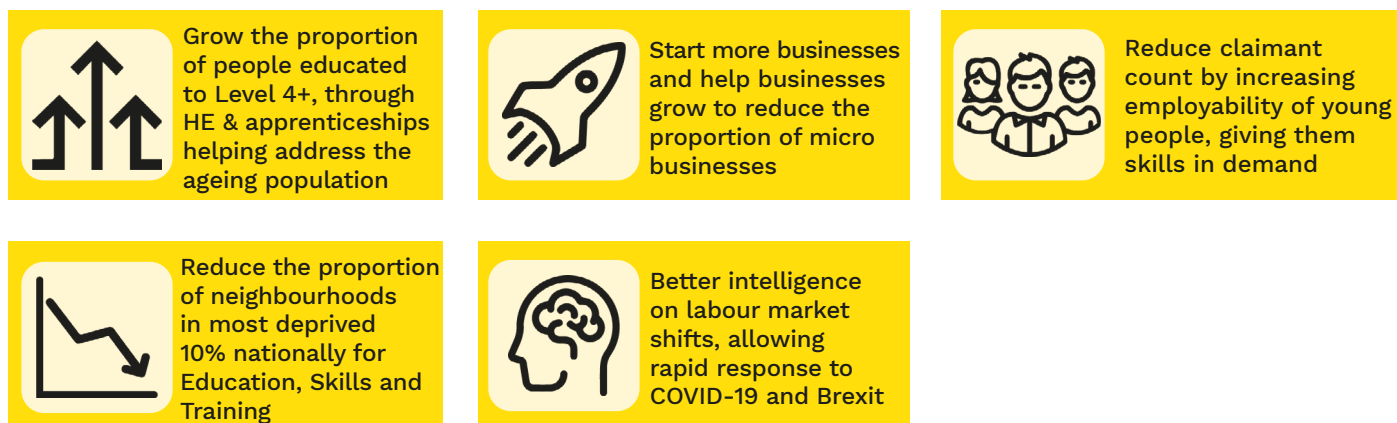 Grow the proportion
of people educated
to Level 4+, through
HE & apprenticeships
helping address the
ageing population
Start more businesses
and help businesses
grow to reduce the
proportion of micro
businesses
Reduce claimant
count by increasing
employability of young
people, giving them
skills in demand
Reduce the proportion
of neighbourhoods
in most deprived
10% nationally for
Education, Skills and
Training
Better intelligence
on labour market
shifts, allowing
rapid response to
COVID-19 and Brexit